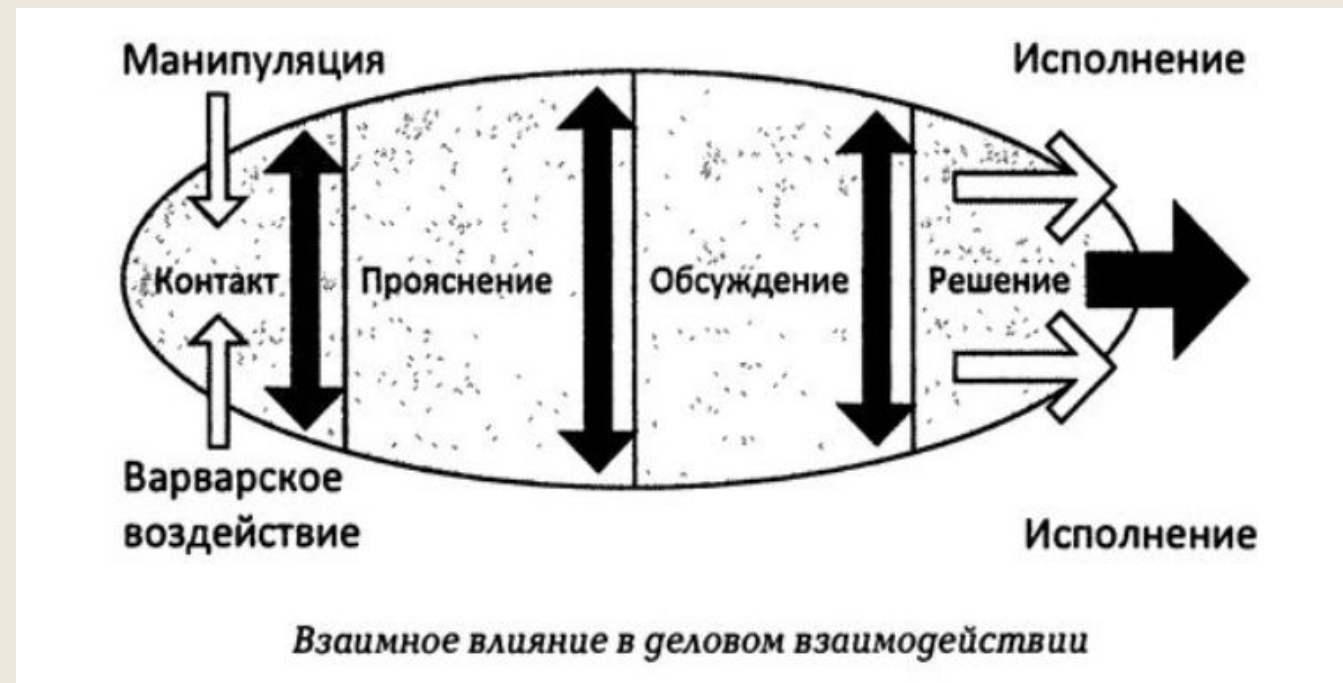 Манипуляция
Исполнение
Контакт
Прояснение
Обсуждение
Решение
Варварское
воздействие
Исполнение
Взаимное влияние в деловом взаимодействии